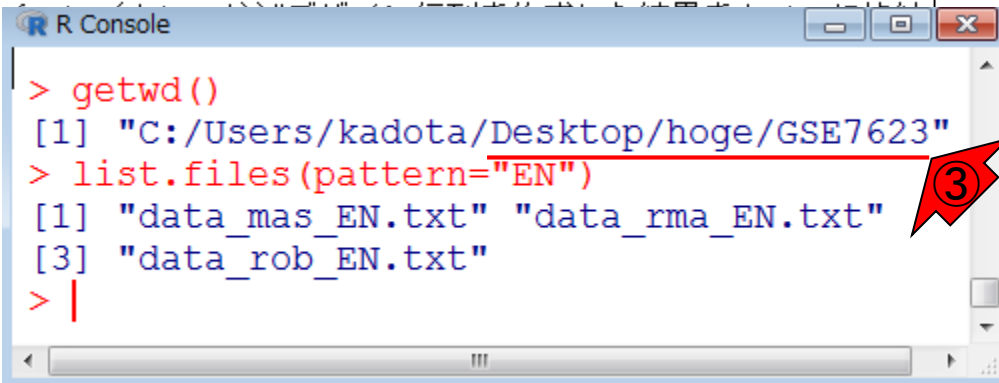 R Console
> getwd()
[1] "C:/Users/kadota/Desktop/hoge/GSE7623"
> list.files(pattern="EN")
[1] "data_mas_EN.txt" "data_rma_EN.txt"
[3] "data_rob_EN.txt"
>
③